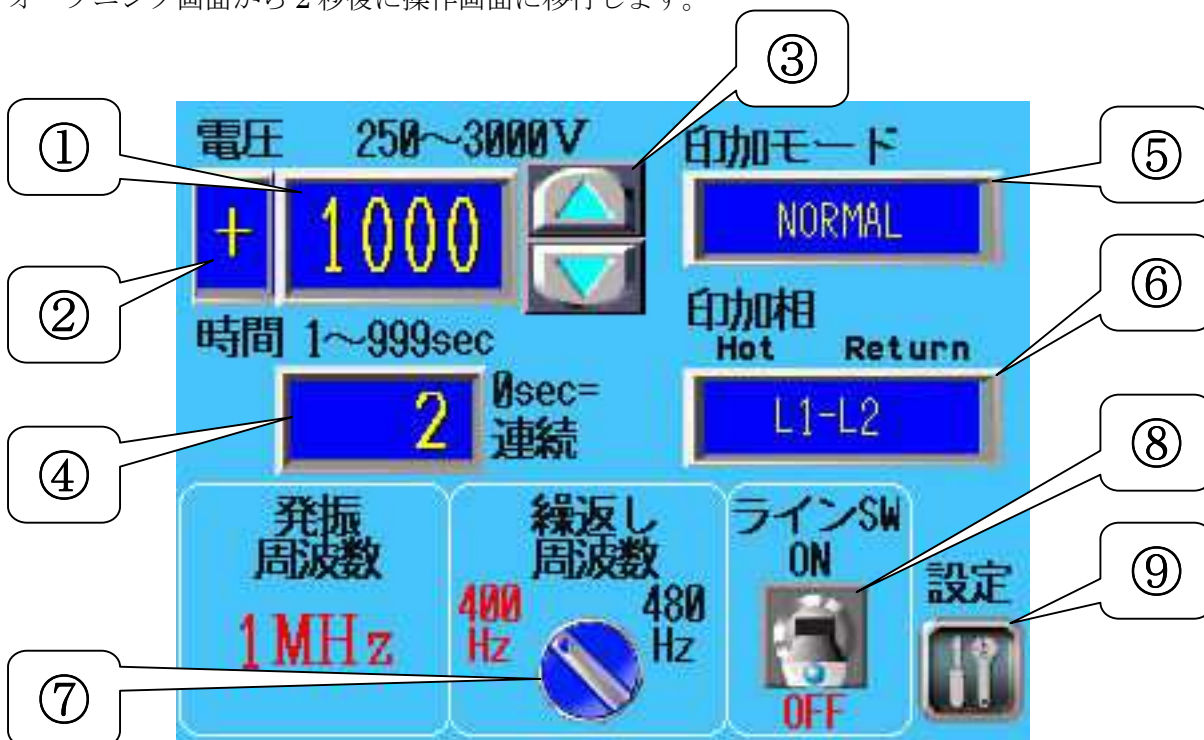 オープニング画面から2秒後に操作画面に移行します。
③
① ⑤
電圧 250～3000V
印加モード
+ 1000
NORMAL
② ⑥
時間 1～999sec
印加相
Hot Return
2
0sec=
連続
L1-L2
④ ⑧
発振
周波数
1MHz
繰返し
周波数
400
Hz
480
Hz
ラインSW
ON
OFF
設定
⑨
⑦